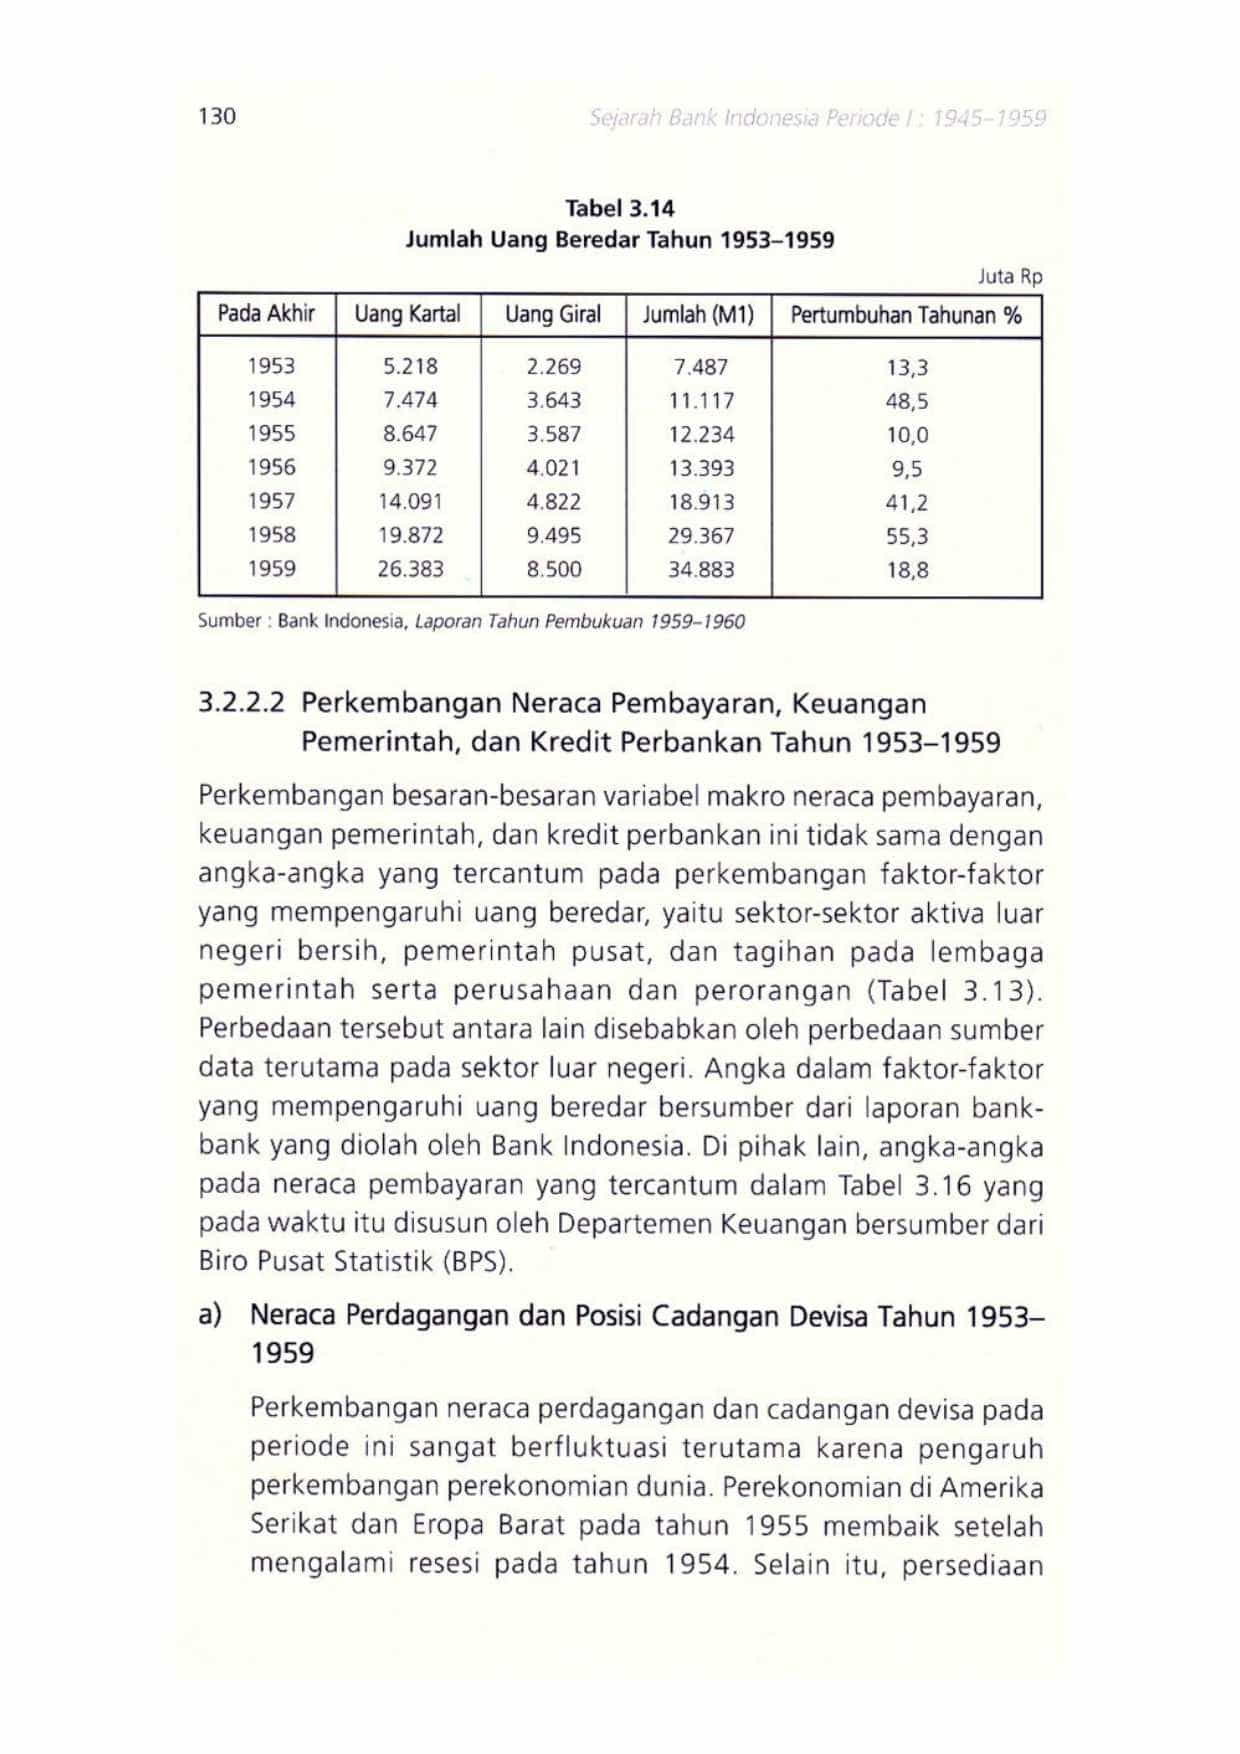 130
Sejarah Bank Indonesia Periode I : 1945–1959
Tabel 3.14
Jumlah Uang Beredar Tahun 1953–1959
Juta Rp
Pada Akhir Uang Kartal Uang Giral Jumlah (M1) Pertumbuhan Tahunan %
1953 5.218 2.269 7.487 13,3
1954 7.474 3.643 11.117 48,5
1955 8.647 3.587 12.234 10,0
1956 9.372 4.021 13.393 9,5
1957 14.091 4.822 18.913 41,2
1958 19.872 9.495 29.367 55,3
1959 26.383 8.500 34.883 18,8
Sumber : Bank Indonesia, Laporan Tahun Pembukuan 1959–1960
3.2.2.2 Perkembangan Neraca Pembayaran, Keuangan
Pemerintah, dan Kredit Perbankan Tahun 1953–1959
Perkembangan besaran-besaran variabel makro neraca pembayaran,
keuangan pemerintah, dan kredit perbankan ini tidak sama dengan
angka-angka yang tercantum pada perkembangan faktor-faktor
yang mempengaruhi uang beredar, yaitu sektor-sektor aktiva luar
negeri bersih, pemerintah pusat, dan tagihan pada lembaga
pemerintah serta perusahaan dan perorangan (Tabel 3.13).
Perbedaan tersebut antara lain disebabkan oleh perbedaan sumber
data terutama pada sektor luar negeri. Angka dalam faktor-faktor
yang mempengaruhi uang beredar bersumber dari laporan bank-
bank yang diolah oleh Bank Indonesia. Di pihak lain, angka-angka
pada neraca pembayaran yang tercantum dalam Tabel 3.16 yang
pada waktu itu disusun oleh Departemen Keuangan bersumber dari
Biro Pusat Statistik (BPS).
a) Neraca Perdagangan dan Posisi Cadangan Devisa Tahun 1953–
1959
Perkembangan neraca perdagangan dan cadangan devisa pada
periode ini sangat berfluktuasi terutama karena pengaruh
perkembangan perekonomian dunia. Perekonomian di Amerika
Serikat dan Eropa Barat pada tahun 1955 membaik setelah
mengalami resesi pada tahun 1954. Selain itu, persediaan